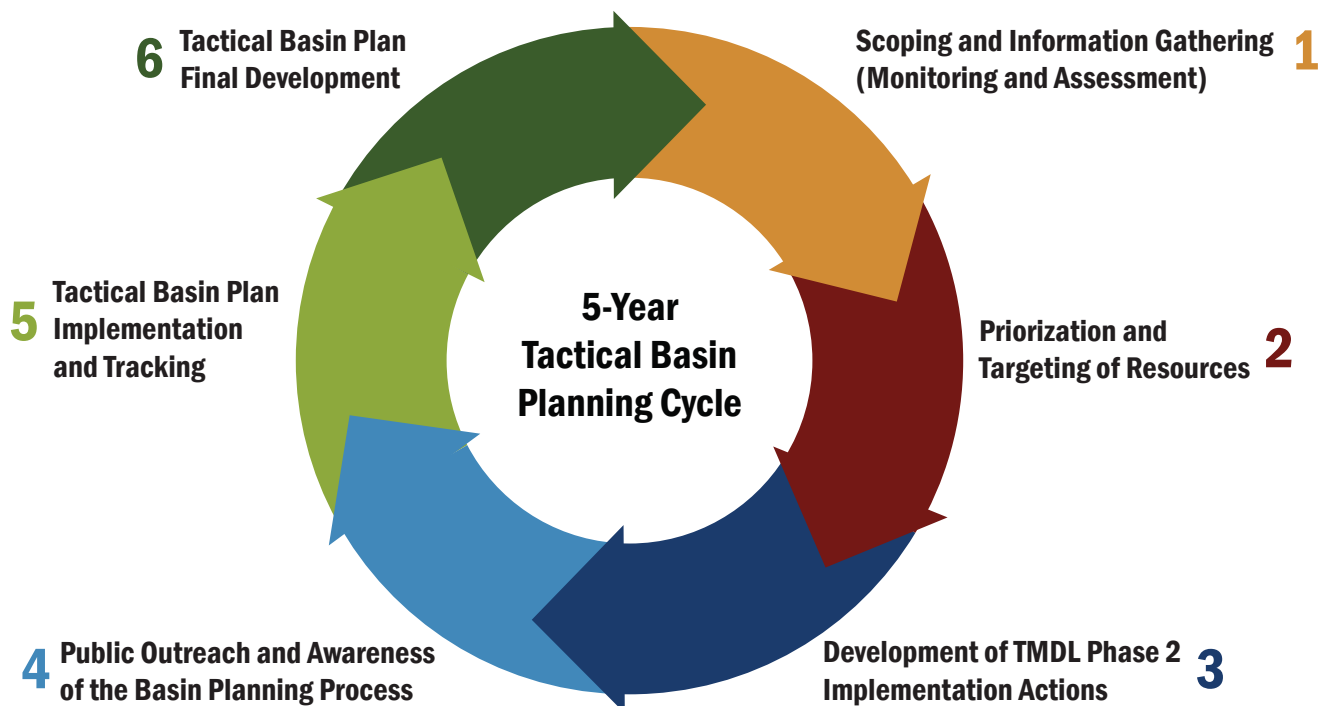 6 Tactical Basin Plan
Final Development
Scoping and Information Gathering 1
(Monitoring and Assessment)
5 Tactical Basin Plan
Implementation
and Tracking
5-Year
Tactical Basin
Planning Cycle
Priorization and
Targeting of Resources 2
4 Public Outreach and Awareness
of the Basin Planning Process
Development of TMDL Phase 2
Implementation Actions 3